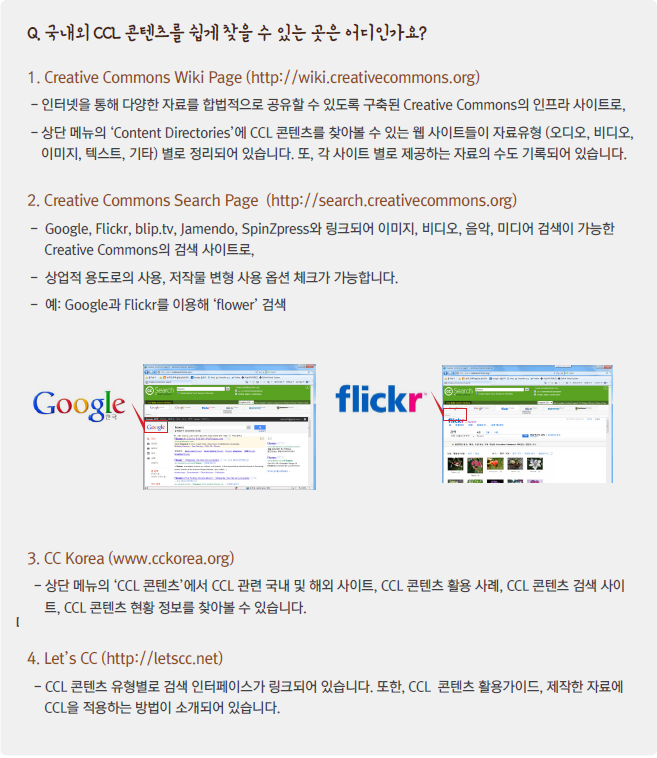 Q. 국내외 CCL 콘텐츠를 쉽게 찾을 수 있는 곳은 어디인가요?
1. Creative Commons Wiki Page (http://wiki.creativecommons.org)
– 인터넷을 통해 다양한 자료를 합법적으로 공유할 수 있도록 구축된 Creative Commons의 인프라 사이트로,
– 상단 메뉴의 ‘Content Directories’에 CCL 콘텐츠를 찾아볼 수 있는 웹 사이트들이 자료유형 (오디오, 비디오,
이미지, 텍스트, 기타) 별로 정리되어 있습니다. 또, 각 사이트 별로 제공하는 자료의 수도 기록되어 있습니다.
2. Creative Commons Search Page (http://search.creativecommons.org)
– Google, Flickr, blip.tv, Jamendo, SpinZpress와 링크되어 이미지, 비디오, 음악, 미디어 검색이 가능한
Creative Commons의 검색 사이트로,
– 상업적 용도로의 사용, 저작물 변형 사용 옵션 체크가 가능합니다.
– 예: Google과 Flickr를 이용해 ‘flower’ 검색
Google
한국
cc Search
Google
flickr
cc Search
flickr
3. CC Korea (www.cckorea.org)
– 상단 메뉴의 ‘CCL 콘텐츠’에서 CCL 관련 국내 및 해외 사이트, CCL 콘텐츠 활용 사례, CCL 콘텐츠 검색 사이
트, CCL 콘텐츠 현황 정보를 찾아볼 수 있습니다.
4. Let’s CC (http://letscc.net)
– CCL 콘텐츠 유형별로 검색 인터페이스가 링크되어 있습니다. 또한, CCL 콘텐츠 활용가이드, 제작한 자료에
CCL을 적용하는 방법이 소개되어 있습니다.